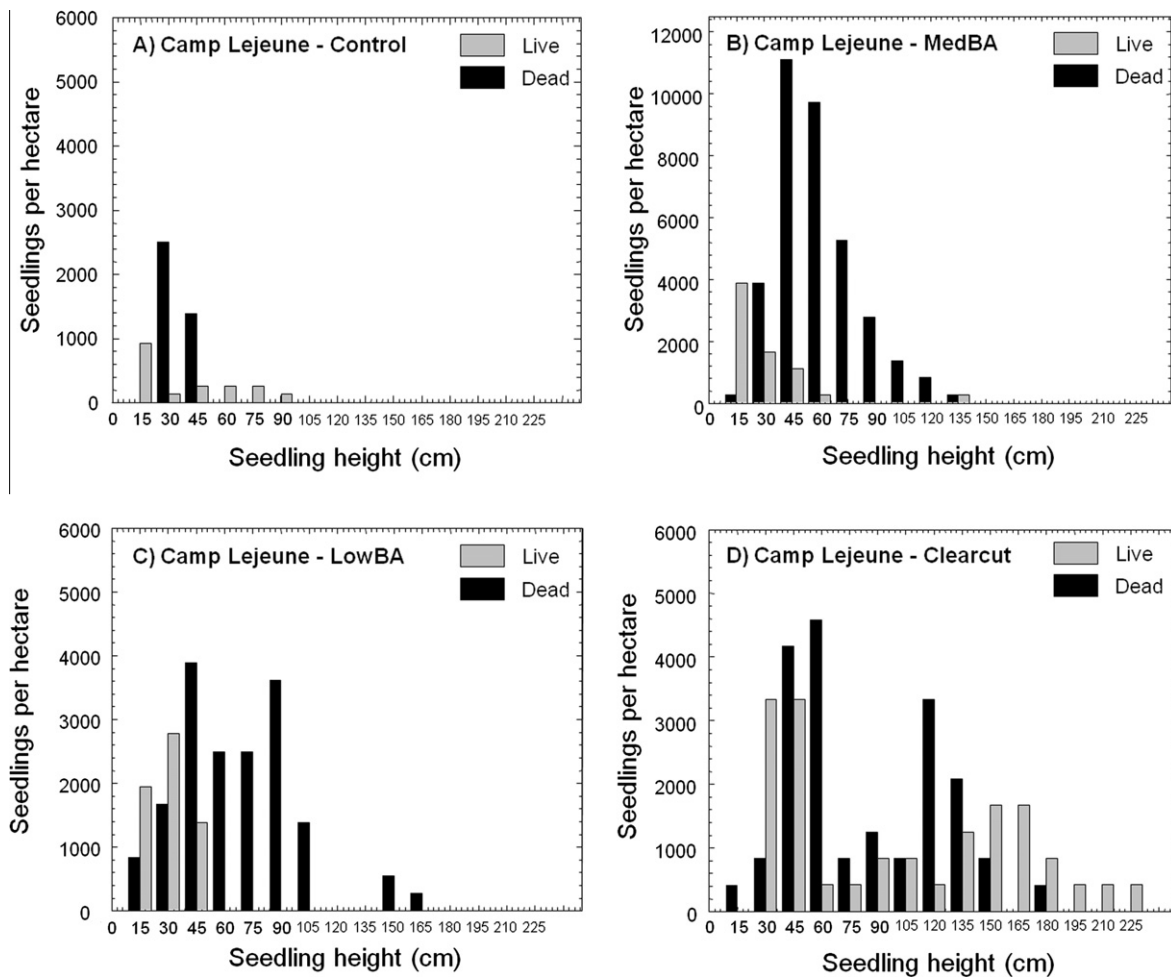 A) Camp Lejeune - Control
Live
Dead
Seedlings per hectare
6000
5000
4000
3000
2000
1000
0
0 15 30 45 60 75 90 105 120 135 150 165 180 195 210 225
Seedling height (cm)
B) Camp Lejeune - MedBA
Live
Dead
Seedlings per hectare
12000
10000
8000
6000
4000
2000
0
0 15 30 45 60 75 90 105 120 135 150 165 180 195 210 225
Seedling height (cm)
C) Camp Lejeune - LowBA
Live
Dead
Seedlings per hectare
6000
5000
4000
3000
2000
1000
0
0 15 30 45 60 75 90 105 120 135 150 165 180 195 210 225
Seedling height (cm)
D) Camp Lejeune - Clearcut
Live
Dead
Seedlings per hectare
6000
5000
4000
3000
2000
1000
0
0 15 30 45 60 75 90 105 120 135 150 165 180 195 210 225
Seedling height (cm)